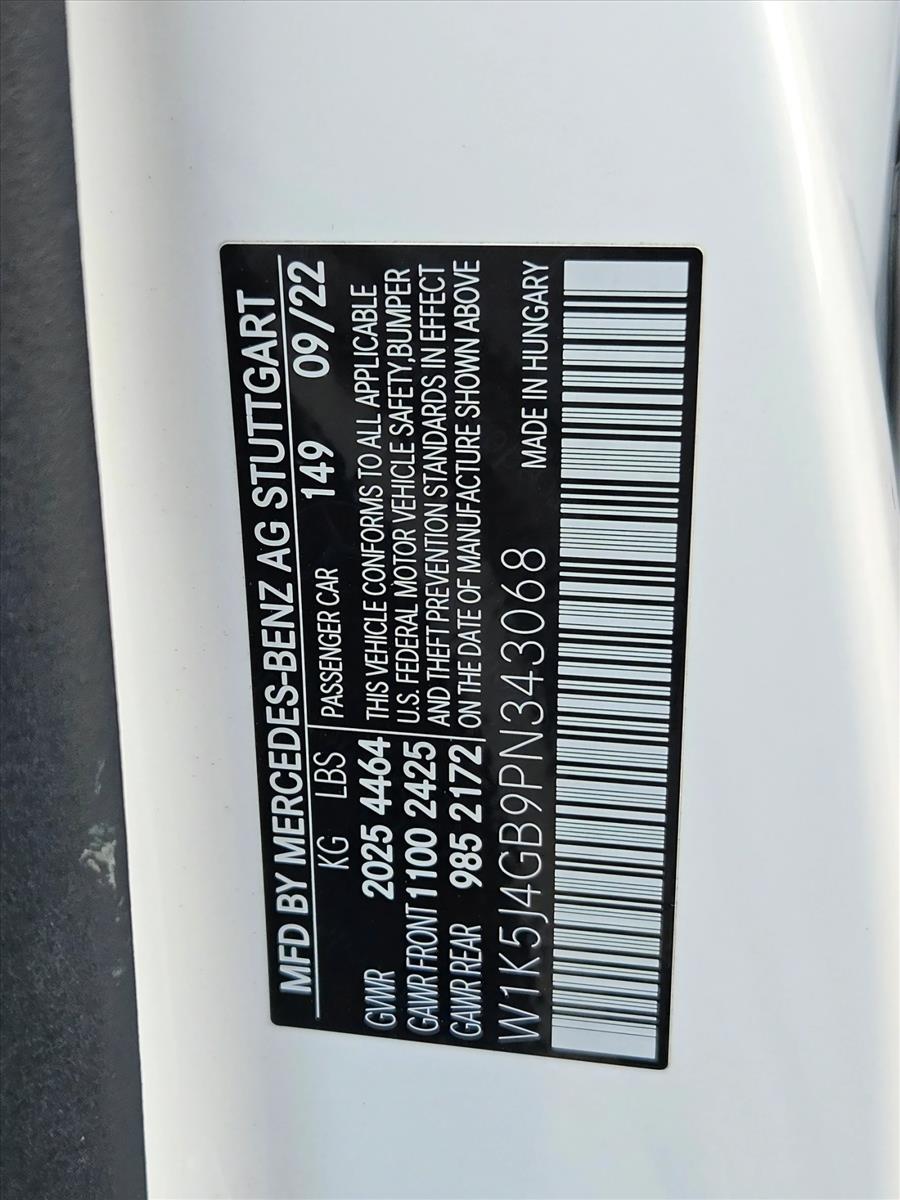 MFD BY MERCEDES-BENZ AG STUTTGART
KG LBS PASSENGER CAR 149 09/22
GVWR 2025 4464 THIS VEHICLE CONFORMS TO ALL APPLICABLE
U.S. FEDERAL MOTOR VEHICLE SAFETY,BUMPER
GAWR FRONT 1100 2425 AND THEFT PREVENTION STANDARDS IN EFFECT
GAWR REAR 985 2172 ON THE DATE OF MANUFACTURE SHOWN ABOVE
W1K5J4GB9PN343068 MADE IN HUNGARY